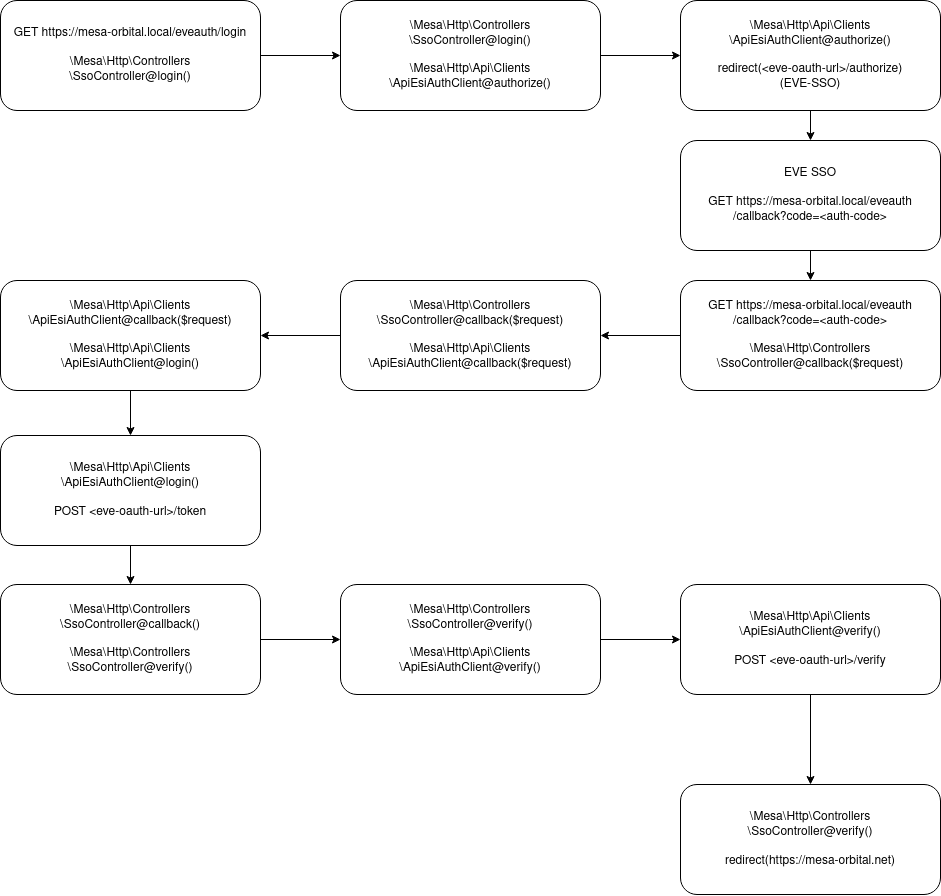 GET https://mesa-orbital.local/eveauth/login
\Mesa\Http\Controllers
\SsoController@login()
\Mesa\Http\Controllers
\SsoController@login()
\Mesa\Http\Api\Clients
\ApiEsiAuthClient@authorize()
\Mesa\Http\Api\Clients
\ApiEsiAuthClient@authorize()
redirect(<eve-oauth-url>/authorize)
(EVE-SSO)
EVE SSO
GET https://mesa-orbital.local/eveauth
/callback?code=<auth-code>
GET https://mesa-orbital.local/eveauth
/callback?code=<auth-code>
\Mesa\Http\Controllers
\SsoController@callback($request)
\Mesa\Http\Controllers
\SsoController@callback($request)
\Mesa\Http\Api\Clients
\ApiEsiAuthClient@callback($request)
\Mesa\Http\Api\Clients
\ApiEsiAuthClient@callback($request)
\Mesa\Http\Api\Clients
\ApiEsiAuthClient@login()
\Mesa\Http\Api\Clients
\ApiEsiAuthClient@login()
POST <eve-oauth-url>/token
\Mesa\Http\Controllers
\SsoController@callback()
\Mesa\Http\Controllers
\SsoController@verify()
\Mesa\Http\Controllers
\SsoController@verify()
\Mesa\Http\Api\Clients
\ApiEsiAuthClient@verify()
\Mesa\Http\Api\Clients
\ApiEsiAuthClient@verify()
POST <eve-oauth-url>/verify
\Mesa\Http\Controllers
\SsoController@verify()
redirect(https://mesa-orbital.net)